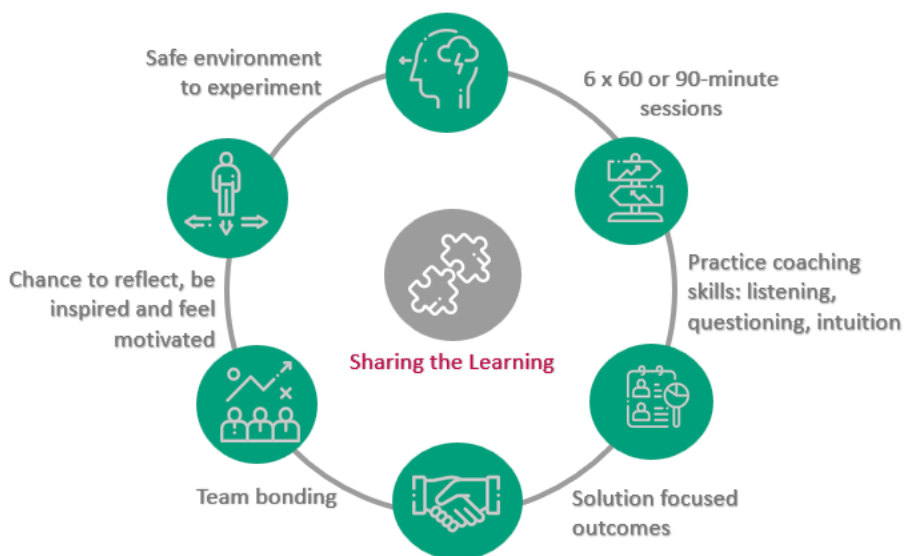 Safe environment
to experiment
6 x 60 or 90-minute
sessions
Practice coaching
skills: listening,
questioning, intuition
Chance to reflect, be
inspired and feel
motivated
Sharing the Learning
Team bonding
Solution focused
outcomes